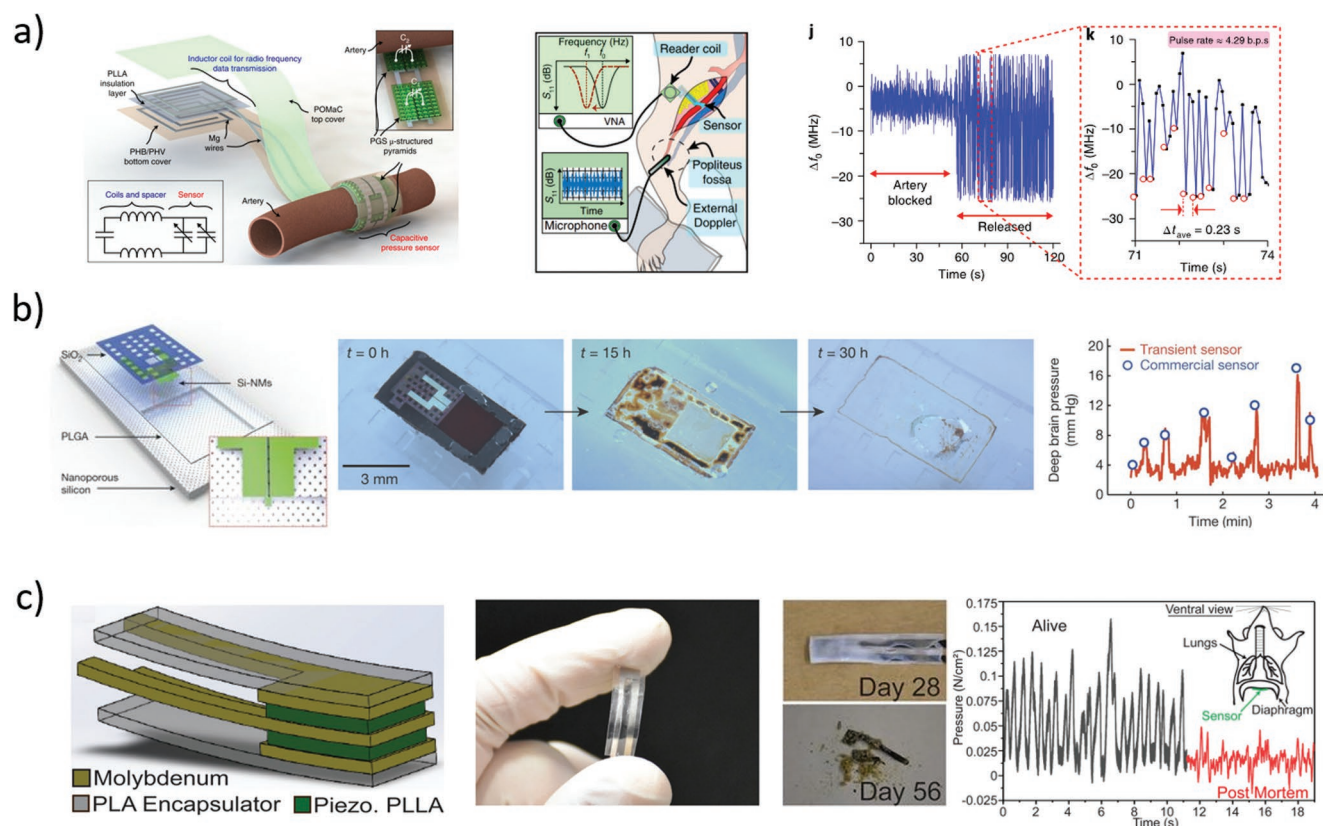 a)
Inductor coil for radio frequency
data transmission
PLLA
insulation
layer
PHB/PHV
bottom cover
Mg
wires
POMaC
top cover
Artery
C₂
PGS μ-structured
pyramids
Coils and spacer
Sensor
Artery
Capacitive
pressure sensor
Frequency (Hz)
f₁ f₀
S₁₁ (dB)
VNA
Reader coil
Sensor
Popliteus
fossa
External
Doppler
S₁₁ (dB)
Time
Microphone
j
Δf₀ (MHz)
10
0
−10
−20
−30
Artery
blocked
Released
0 30 60 90 120
Time (s)
k
Pulse rate ≈ 4.29 b.p.s
Δf₀ (MHz)
10
0
−10
−20
−30
Δtave = 0.23 s
71 74
Time (s)
b)
SiO₂
Si-NMs
PLGA
Nanoporous
silicon
t = 0 h
3 mm
t = 15 h
t = 30 h
Deep brain pressure
(mm Hg)
20
16
12
8
4
0
Transient sensor
Commercial sensor
0 1 2 3 4
Time (min)
c)
Molybdenum
PLA Encapsulator
Piezo. PLLA
Day 28
Day 56
Pressure (N/cm²)
0.175
0.15
0.125
0.1
0.075
0.05
0.025
0
-0.025
Alive
Ventral view
Lungs
Sensor
Diaphragm
Post Mortem
0 2 4 6 8 10 12 14 16 18
Time (s)